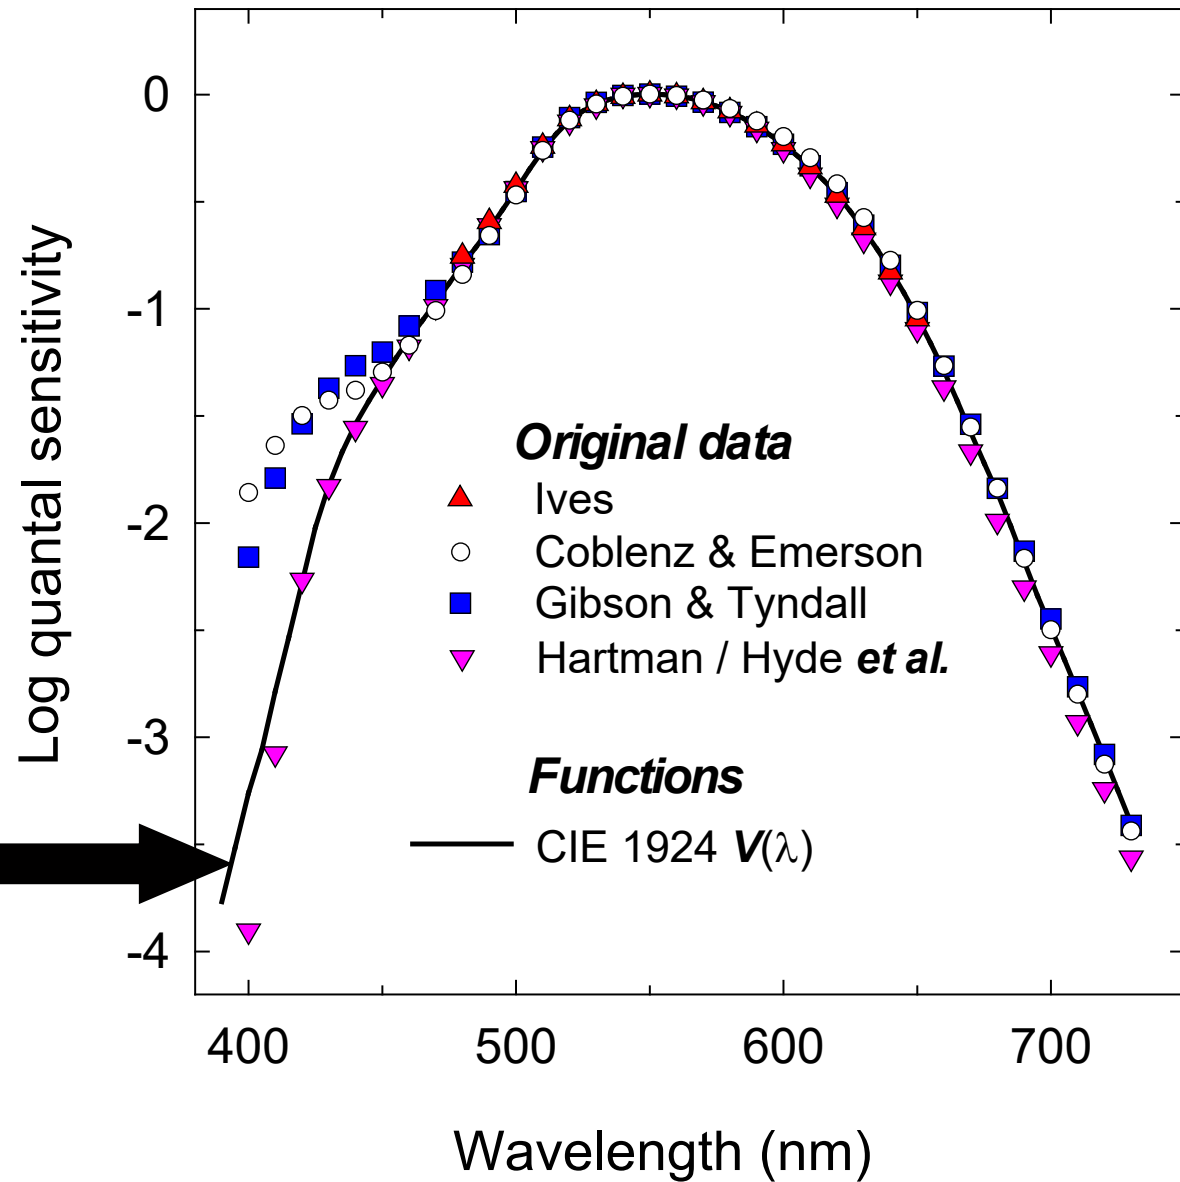 0
-1
-2
-3
-4
Log quantal sensitivity
Original data
Ives
Coblenz & Emerson
Gibson & Tyndall
Hartman / Hyde et al.
Functions
CIE 1924 V(λ)
400 500 600 700
Wavelength (nm)